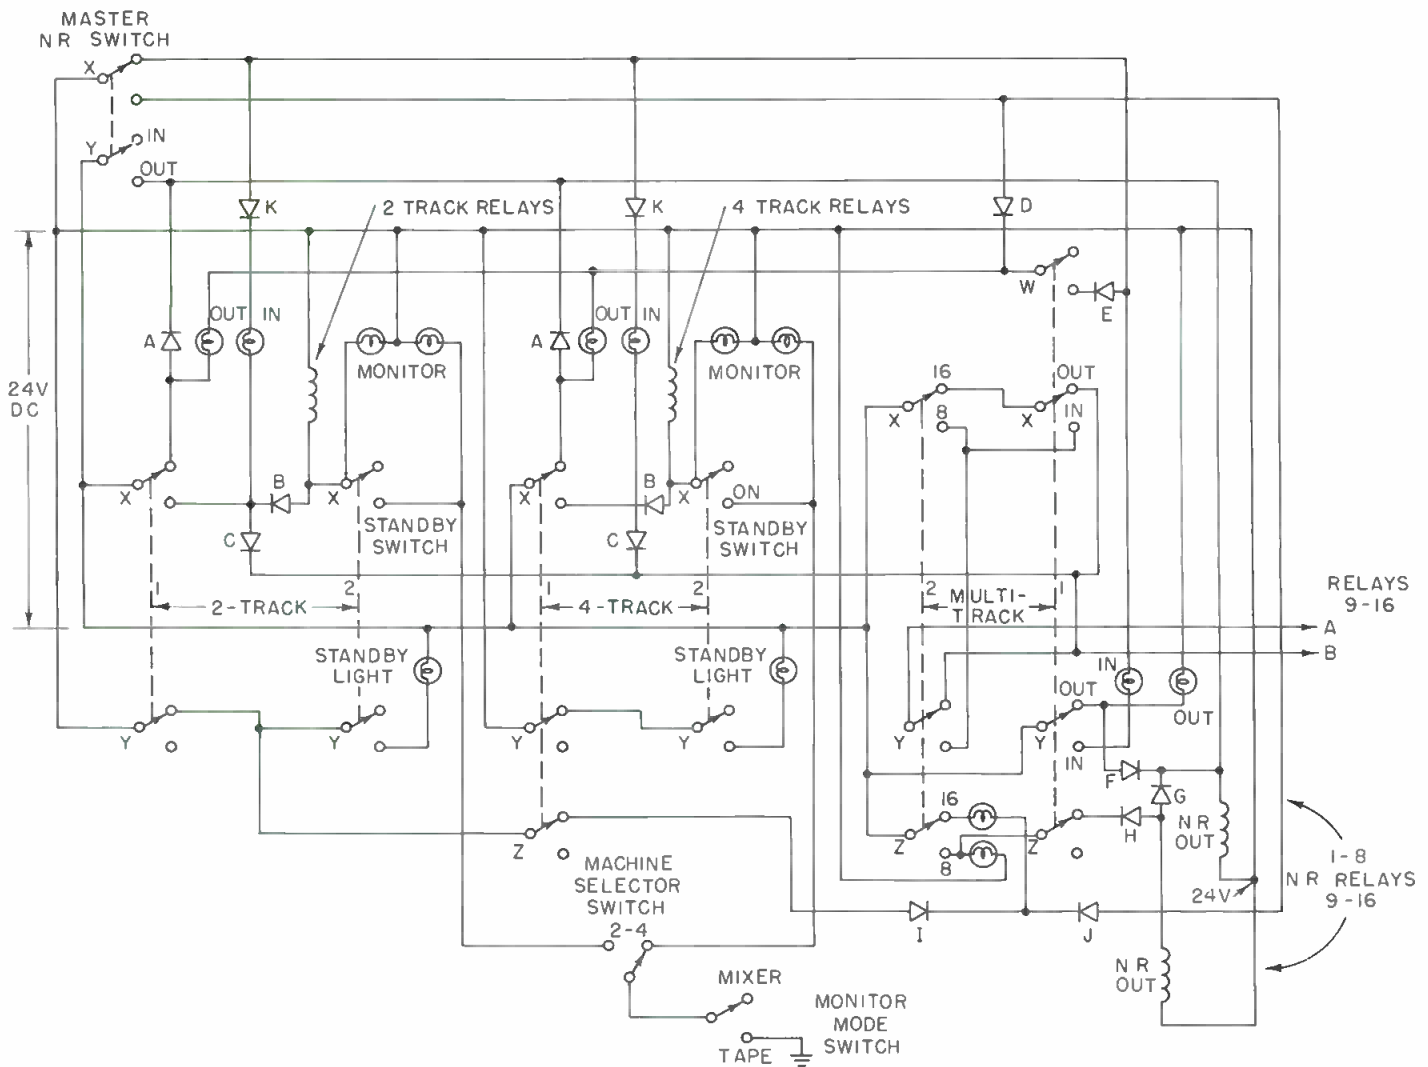 MASTER
NR SWITCH
X
Y
IN
OUT
K
2 TRACK RELAYS
K
4 TRACK RELAYS
D
W
E
24V
DC
A
OUT
IN
MONITOR
A
OUT
IN
MONITOR
16
OUT
X
8
X
IN
X
B
X
STANDBY
SWITCH
C
X
B
X
ON
STANDBY
SWITCH
C
1
2-TRACK
2
1
4-TRACK
2
2
MULTI-
TRACK
1
RELAYS
9-16
A
B
STANDBY
LIGHT
STANDBY
LIGHT
IN
OUT
OUT
Y
Y
Y
Y
Y
Y
IN
F
G
16
H
NR
OUT
Z
Z
Z
8
24V
1-8
NR RELAYS
9-16
MACHINE
SELECTOR
SWITCH
2-4
I
J
NR
OUT
MIXER
MONITOR
MODE
SWITCH
TAPE